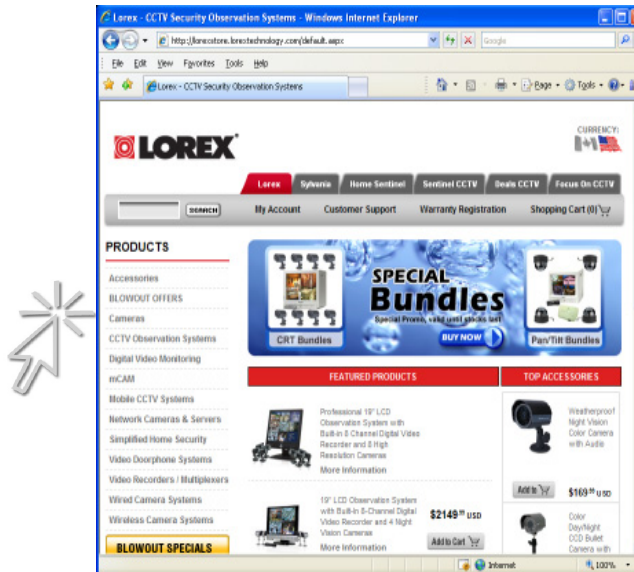 Lorex - CCTV Security Observation Systems - Windows Internet Explorer
http://lorexstore.lorextechnology.com/default.aspx
Google
File Edit View Favorites Tools Help
Lorex - CCTV Security Observation Systems
Page Tools
CURRENCY:
LOREX
Lorex Sylvania Home Sentinel Sentinel CCTV Deals CCTV Focus On CCTV
SEARCH My Account Customer Support Warranty Registration Shopping Cart (0)
PRODUCTS
Accessories
BLOWOUT OFFERS
Cameras
CCTV Observation Systems
Digital Video Monitoring
mCAM
Mobile CCTV Systems
Network Cameras & Servers
Simplified Home Security
Video Doorphone Systems
Video Recorders / Multiplexers
Wired Camera Systems
Wireless Camera Systems
BLOWOUT SPECIALS
SPECIAL
Bundles
Special Promo, valid until stocks last
CRT Bundles
BUY NOW
Pan/Tilt Bundles
FEATURED PRODUCTS
Professional 19" LCD
Observation System with
Built-in 8 Channel Digital Video
Recorder and 8 High
Resolution Cameras
More Information
19" LCD Observation System
with Built-in 8-Channel Digital
Video Recorder and 4 Night
Vision Cameras
More Information
$2149 USD
Add to Cart
TOP ACCESSORIES
Weatherproof
Night Vision
Color Camera
with Audio
Add to
$169 USD
Color
Day/Night
CCD Bullet
Camera with
Internet
100%